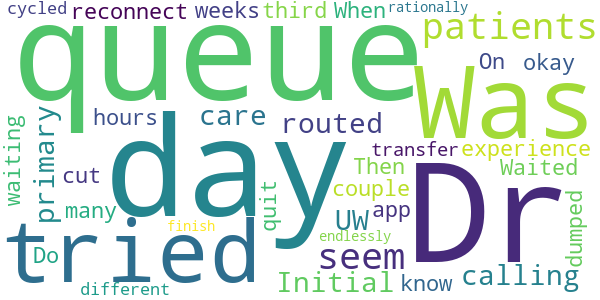 cycled reconnect weeks third When rationally
queue Was patients
On okay
waiting primary hours care routed
day Dr
transfer experience
cut Then Waited
many quit couple app dumped
tried UW
Do finish endlessly seem
Initial know calling
different